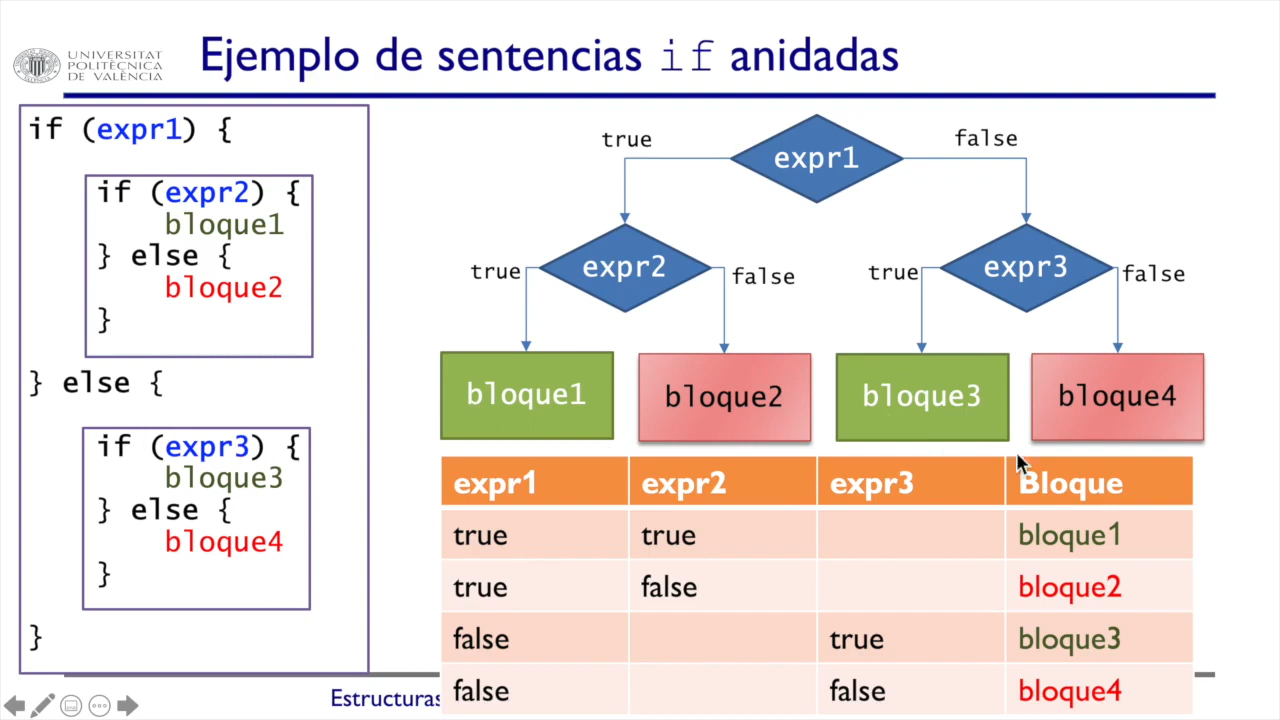 UNIVERSITAT
POLITÈCNICA
DE VALÈNCIA
Ejemplo de sentencias if anidadas
if (expr1) {
if (expr2) {
bloque1
} else {
bloque2
}
} else {
if (expr3) {
bloque3
} else {
bloque4
}
}
true
expr1
false
true
expr2
false
true
expr3
false
bloque1
bloque2
bloque3
bloque4
expr1 expr2 expr3 Bloque
true true bloque1
true false bloque2
false true bloque3
false false bloque4
Estructuras